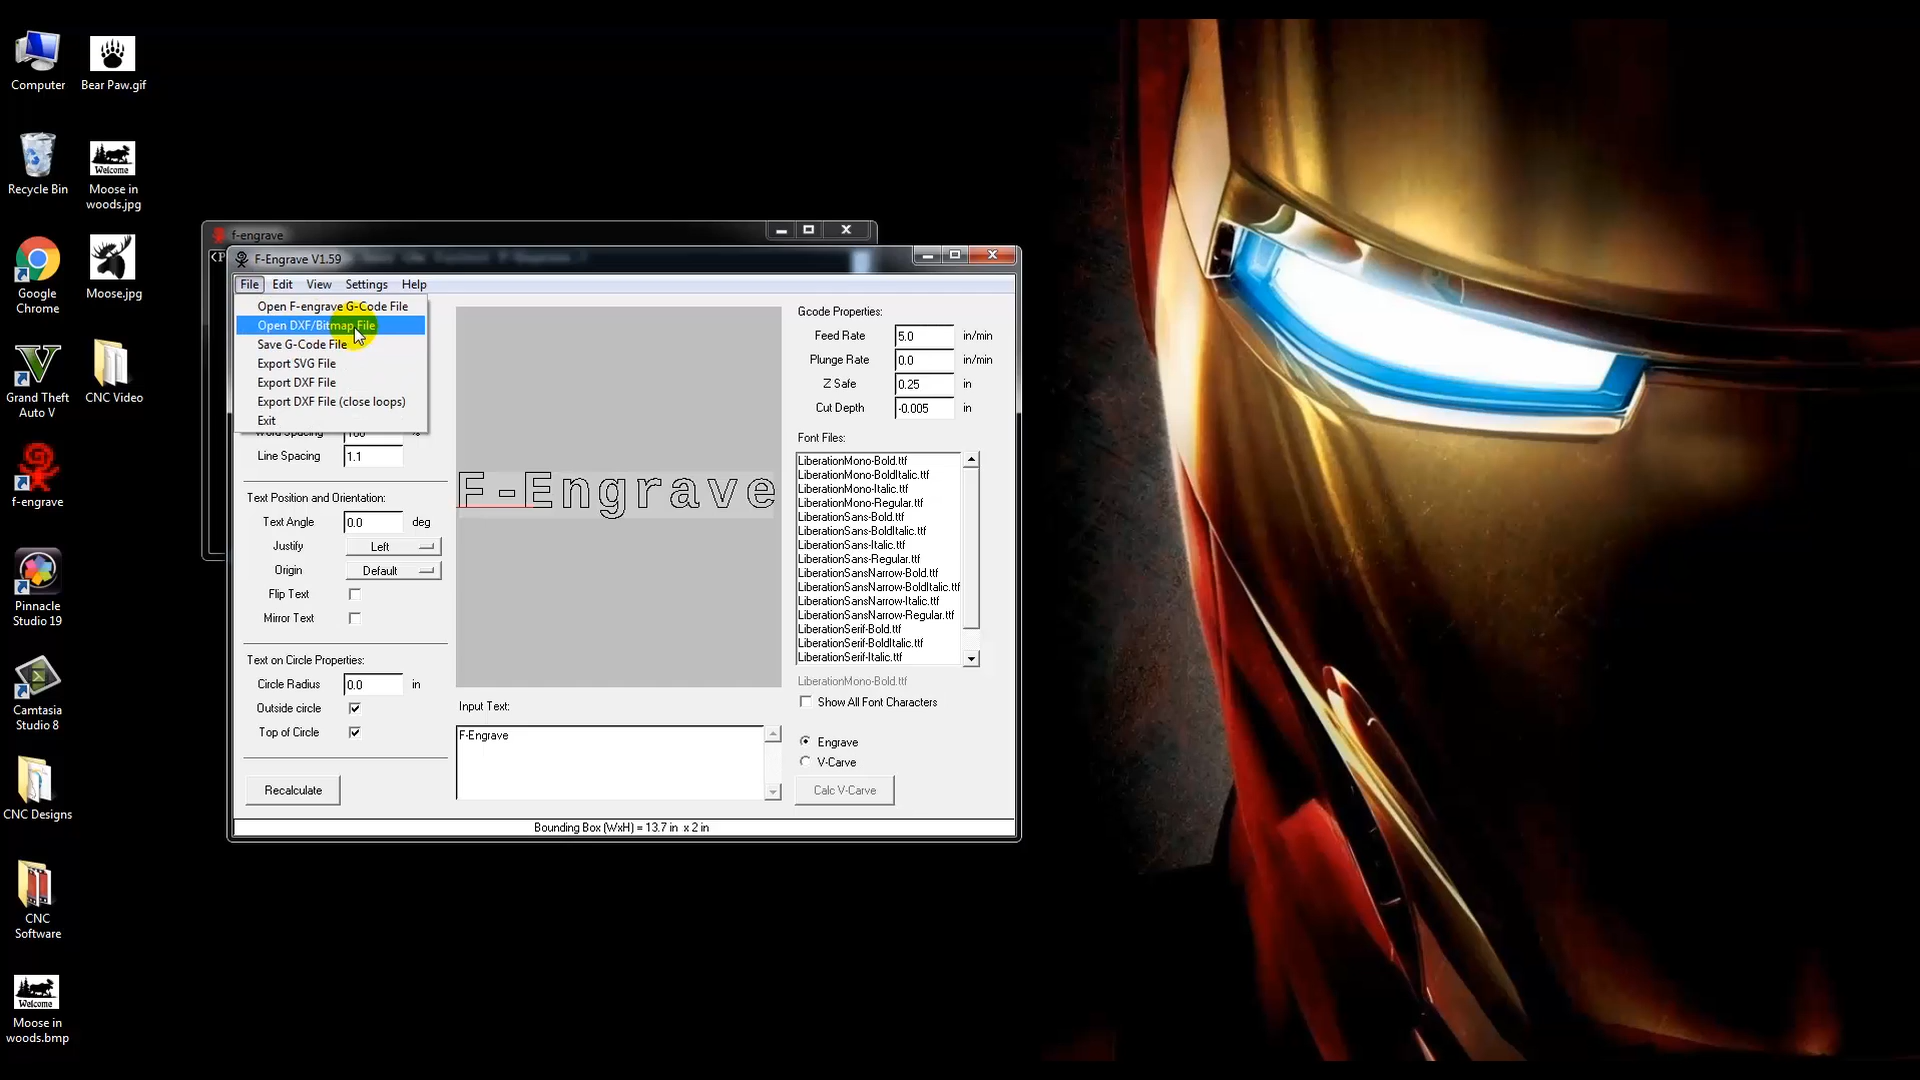 Computer
Bear Paw.gif
Recycle Bin
Welcome
Moose in
woods.jpg
Google
Chrome
Moose.jpg
Grand Theft
Auto V
CNC Video
f-engrave
Pinnacle
Studio 19
Camtasia
Studio 8
CNC Designs
CNC
Software
Welcome
Moose in
woods.bmp
f-engrave
F-Engrave V1.59
File Edit View Settings Help
Open F-engrave G-Code File
Open DXF/Bitmap File
Save G-Code File
Export SVG File
Export DXF File
Export DXF File (close loops)
Exit
Line Spacing 1.1
Text Position and Orientation:
Text Angle 0.0 deg
Justify Left
Origin Default
Flip Text
Mirror Text
Text on Circle Properties:
Circle Radius 0.0 in
Outside circle
Top of Circle
Recalculate
F-Engrave
Input Text:
F-Engrave
Gcode Properties:
Feed Rate 5.0 in/min
Plunge Rate 0.0 in/min
Z Safe 0.25 in
Cut Depth -0.005 in
Font Files:
LiberationMono-Bold.ttf
LiberationMono-BoldItalic.ttf
LiberationMono-Italic.ttf
LiberationMono-Regular.ttf
LiberationSans-Bold.ttf
LiberationSans-BoldItalic.ttf
LiberationSans-Italic.ttf
LiberationSans-Regular.ttf
LiberationSansNarrow-Bold.ttf
LiberationSansNarrow-BoldItalic.ttf
LiberationSansNarrow-Italic.ttf
LiberationSansNarrow-Regular.ttf
LiberationSerif-Bold.ttf
LiberationSerif-BoldItalic.ttf
LiberationSerif-Italic.ttf
LiberationMono-Bold.ttf
Show All Font Characters
Engrave
V-Carve
Calc V-Carve
Bounding Box (WxH) = 13.7 in x 2 in